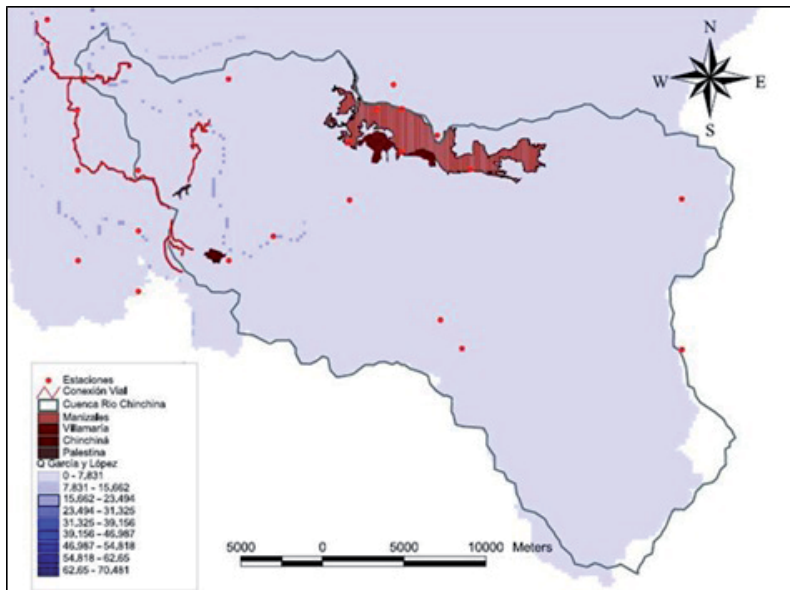 N
W E
S
Estaciones
Conexión Vial
Cuenca Río Chinchina
Manizales
Villamaría
Chinchiná
Palestina
Q García y López
0 - 7,831
7,831 - 15,662
15,662 - 23,494
23,494 - 31,325
31,325 - 39,156
39,156 - 46,987
46,987 - 54,818
54,818 - 62,65
62,65 - 70,481
5000 0 5000 10000 Meters